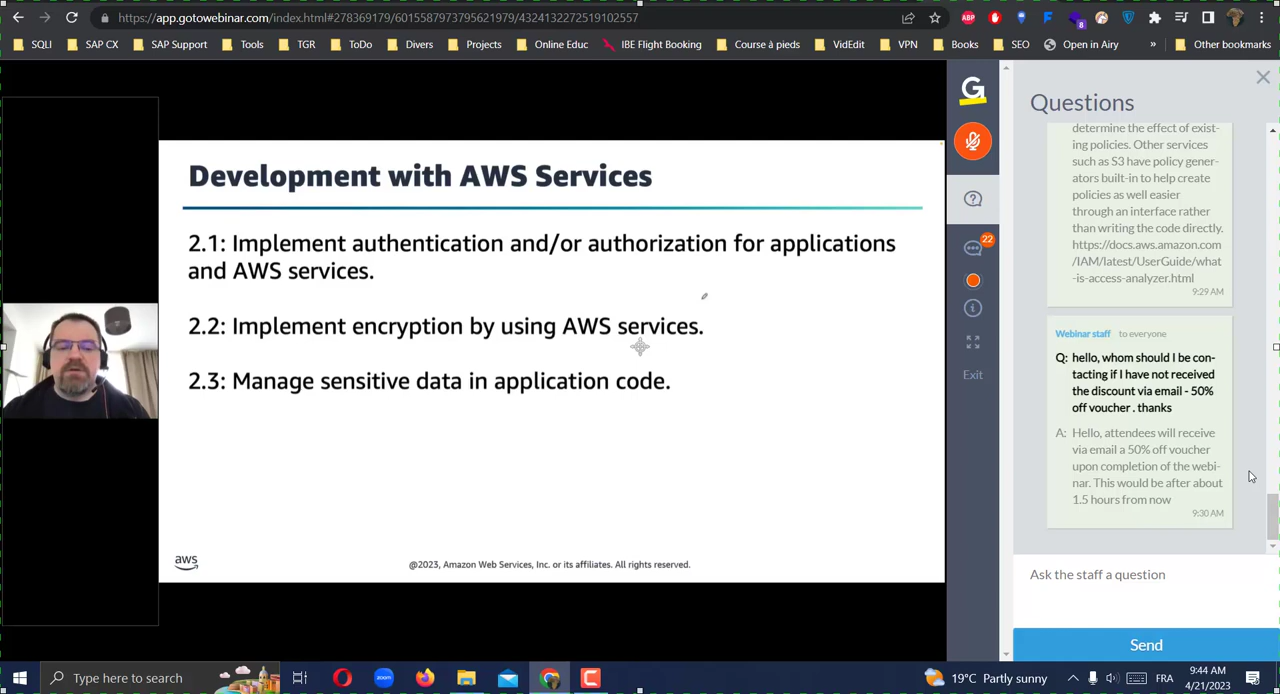 https://app.gotowebinar.com/index.html#278369179/6015587973795621979/4324132272519102557
ABP
8
SQLI
SAP CX
SAP Support
Tools
TGR
ToDo
Divers
Projects
Online Educ
IBE Flight Booking
Course à pieds
VidEdit
VPN
Books
SEO
Open in Airy
»
Other bookmarks
Development with AWS Services
2.1: Implement authentication and/or authorization for applications
and AWS services.
2.2: Implement encryption by using AWS services.
2.3: Manage sensitive data in application code.
aws
@2023, Amazon Web Services, Inc. or its affiliates. All rights reserved.
G
22
Exit
Questions
determine the effect of exist-
ing policies. Other services
such as S3 have policy gener-
ators built-in to help create
policies as well easier
through an interface rather
than writing the code directly.
https://docs.aws.amazon.com
/IAM/latest/UserGuide/what
-is-access-analyzer.html
9:29 AM
Webinar staff to everyone
Q: hello, whom should I be con-
tacting if I have not received
the discount via email - 50%
off voucher . thanks
A: Hello, attendees will receive
via email a 50% off voucher
upon completion of the webi-
nar. This would be after about
1.5 hours from now
9:30 AM
Ask the staff a question
Send
Type here to search
19°C Partly sunny
FRA
9:44 AM
4/21/2023